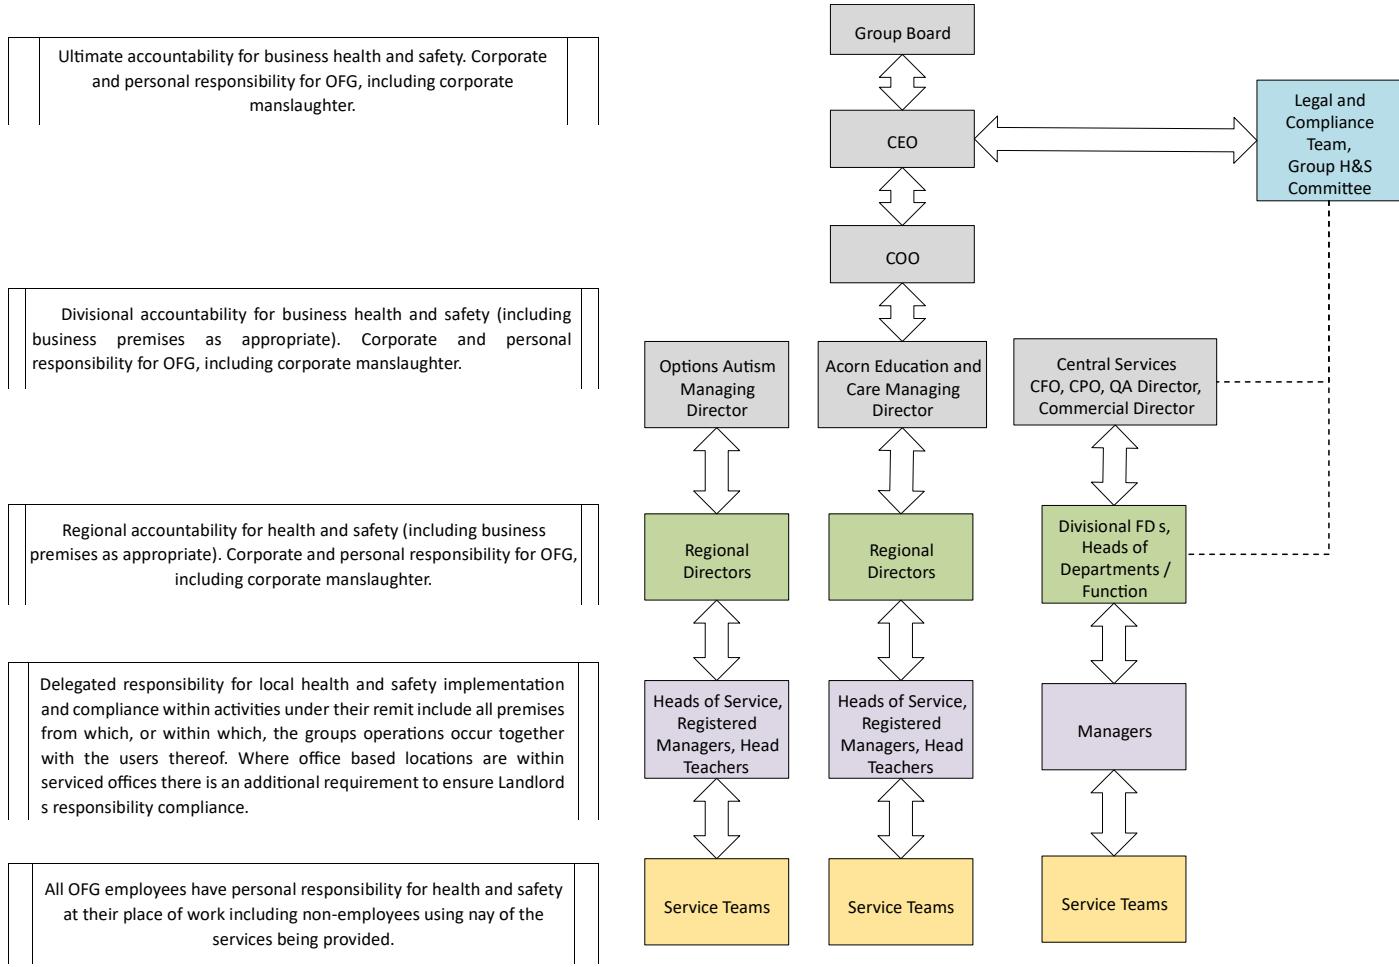 Group Board
Ultimate accountability for business health and safety. Corporate
and personal responsibility for OFG, including corporate
manslaughter.
CEO
Legal and
Compliance
Team,
Group H&S
Committee
COO
Divisional accountability for business health and safety (including
business premises as appropriate). Corporate and personal
responsibility for OFG, including corporate manslaughter.
Options Autism
Managing
Director
Acorn Education and
Care Managing
Director
Central Services
CFO, CPO, QA Director,
Commercial Director
Regional accountability for health and safety (including business
premises as appropriate). Corporate and personal responsibility for OFG,
including corporate manslaughter.
Regional
Directors
Regional
Directors
Divisional FD s,
Heads of
Departments /
Function
Delegated responsibility for local health and safety implementation
and compliance within activities under their remit include all premises
from which, or within which, the groups operations occur together
with the users thereof. Where office based locations are within
serviced offices there is an additional requirement to ensure Landlord
s responsibility compliance.
Heads of Service,
Registered
Managers, Head
Teachers
Heads of Service,
Registered
Managers, Head
Teachers
Managers
All OFG employees have personal responsibility for health and safety
at their place of work including non-employees using nay of the
services being provided.
Service Teams
Service Teams
Service Teams